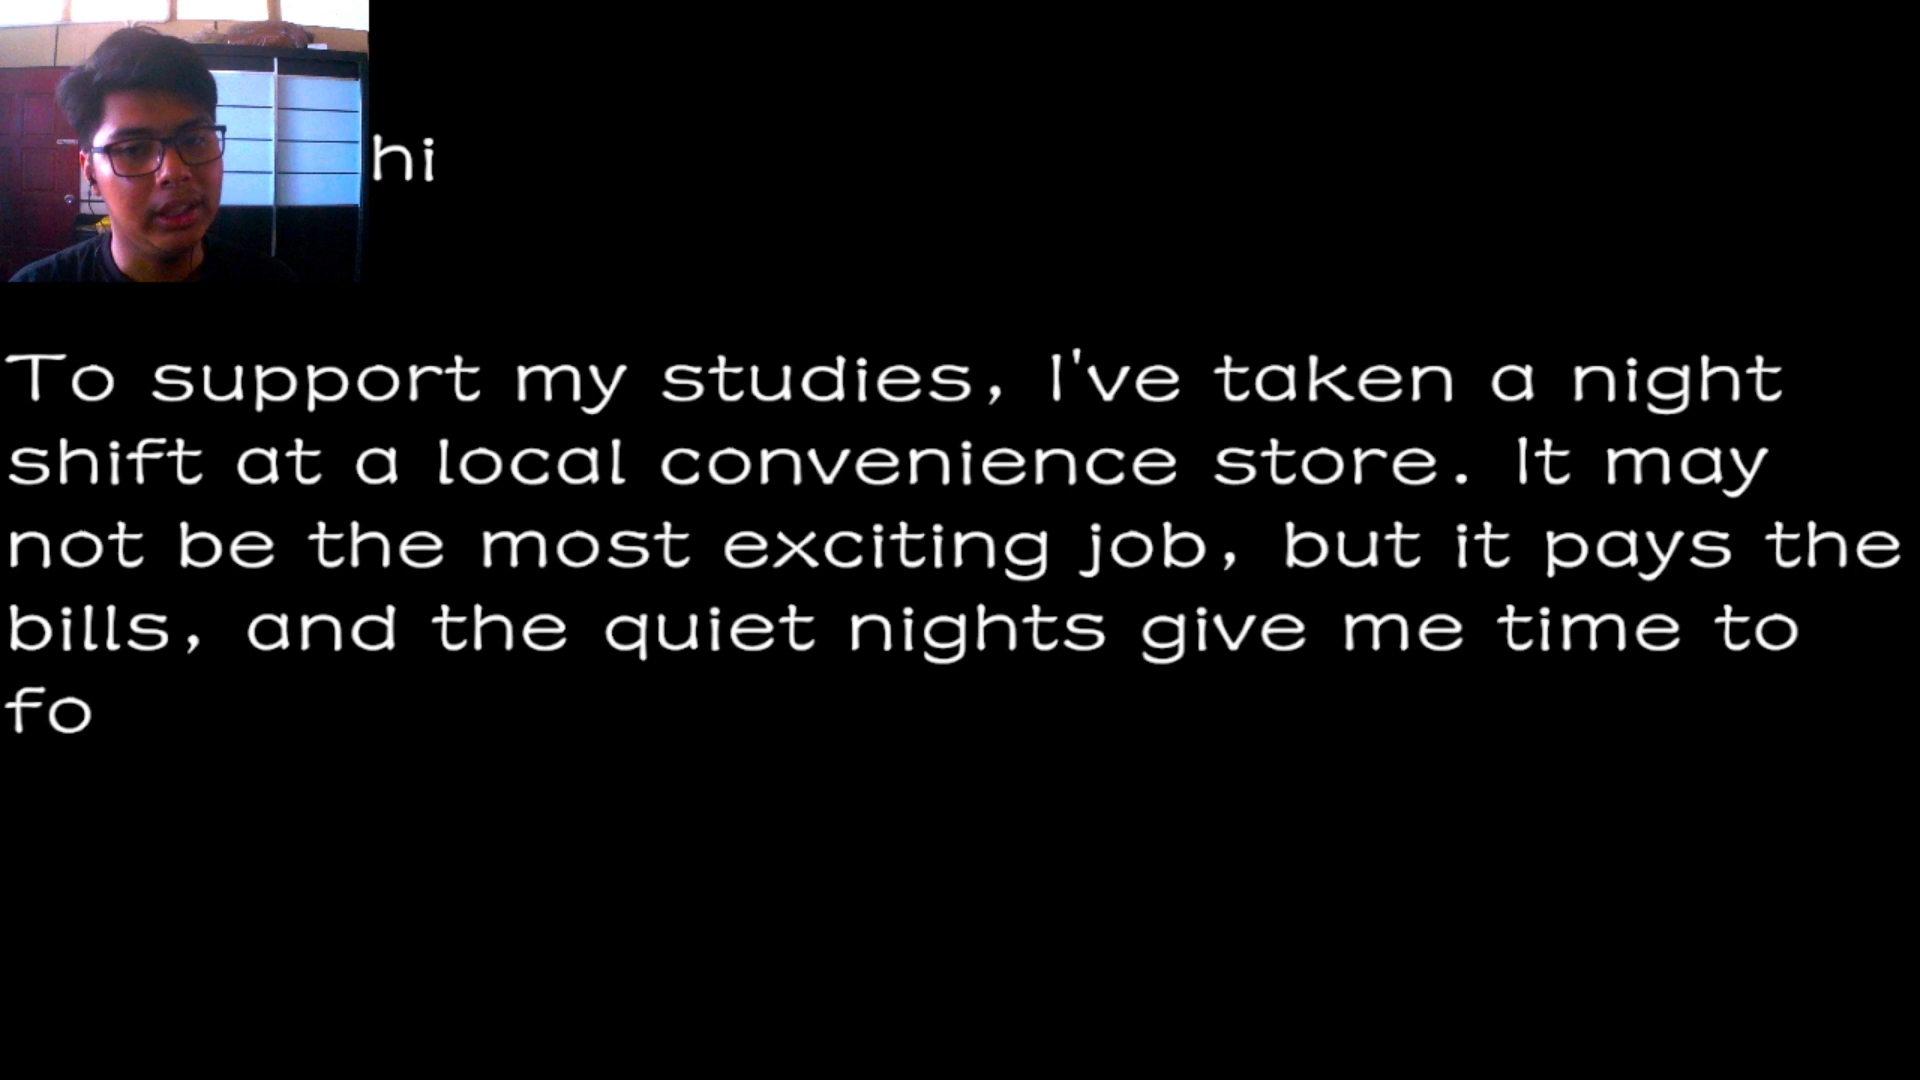 hi
To support my studies, I've taken a night
shift at a local convenience store. It may
not be the most exciting job, but it pays the
bills, and the quiet nights give me time to
fo